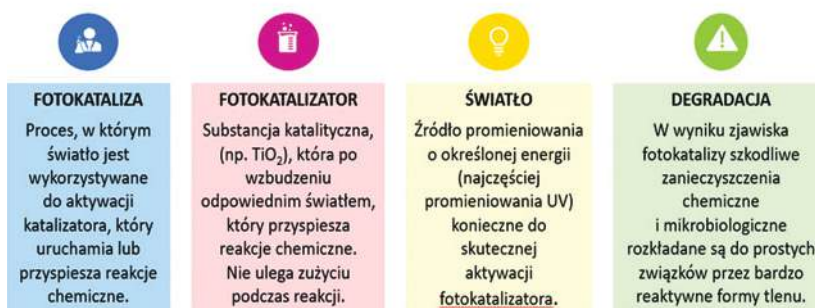 FOTOKATALIZA
Proces, w którym
światło jest
wykorzystywane
do aktywacji
katalizatora, który
uruchamia lub
przyspiesza reakcje
chemiczne.
FOTOKATALIZATOR
Substancja katalityczna,
(np. TiO₂), która po
wzbudzeniu
odpowiednim światłem,
który przyspiesza
reakcje chemiczne.
Nie ulega zużyciu
podczas reakcji.
ŚWIATŁO
Źródło promieniowania
o określonej energii
(najczęściej
promieniowania UV)
konieczne do
skutecznej
aktywacji
fotokatalizatora.
DEGRADACJA
W wyniku zjawiska
fotokatalizy szkodliwe
zanieczyszczenia
chemiczne
i mikrobiologiczne
rozkładane są do prostych
związków przez bardzo
reaktywne formy tlenu.